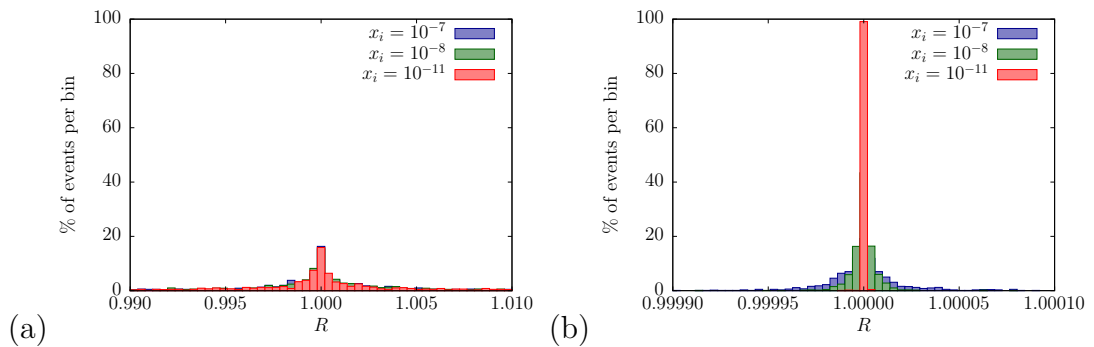 100
80
60
40
20
0
% of events per bin
0.990
0.995
1.000
1.005
1.010
R
x_i = 10^{-7}
x_i = 10^{-8}
x_i = 10^{-11}
(a)
100
80
60
40
20
0
% of events per bin
0.99990
0.99995
1.00000
1.00005
1.00010
R
x_i = 10^{-7}
x_i = 10^{-8}
x_i = 10^{-11}
(b)